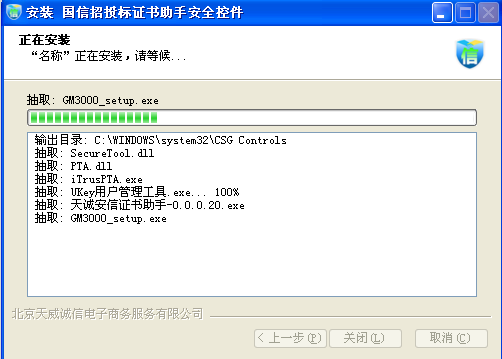 安装 国信招投标证书助手安全控件
正在安装
“名称”正在安装，请等候...
信
抽取: GM3000_setup.exe
输出目录: C:\WINDOWS\system32\CSG Controls
抽取: SecureTool.dll
抽取: PTA.dll
抽取: iTrusPTA.exe
抽取: UKey用户管理工具.exe... 100%
抽取: 天诚安信证书助手-0.0.0.20.exe
抽取: GM3000_setup.exe
北京天威诚信电子商务服务有限公司
< 上一步(P) 关闭(L) 取消(C)